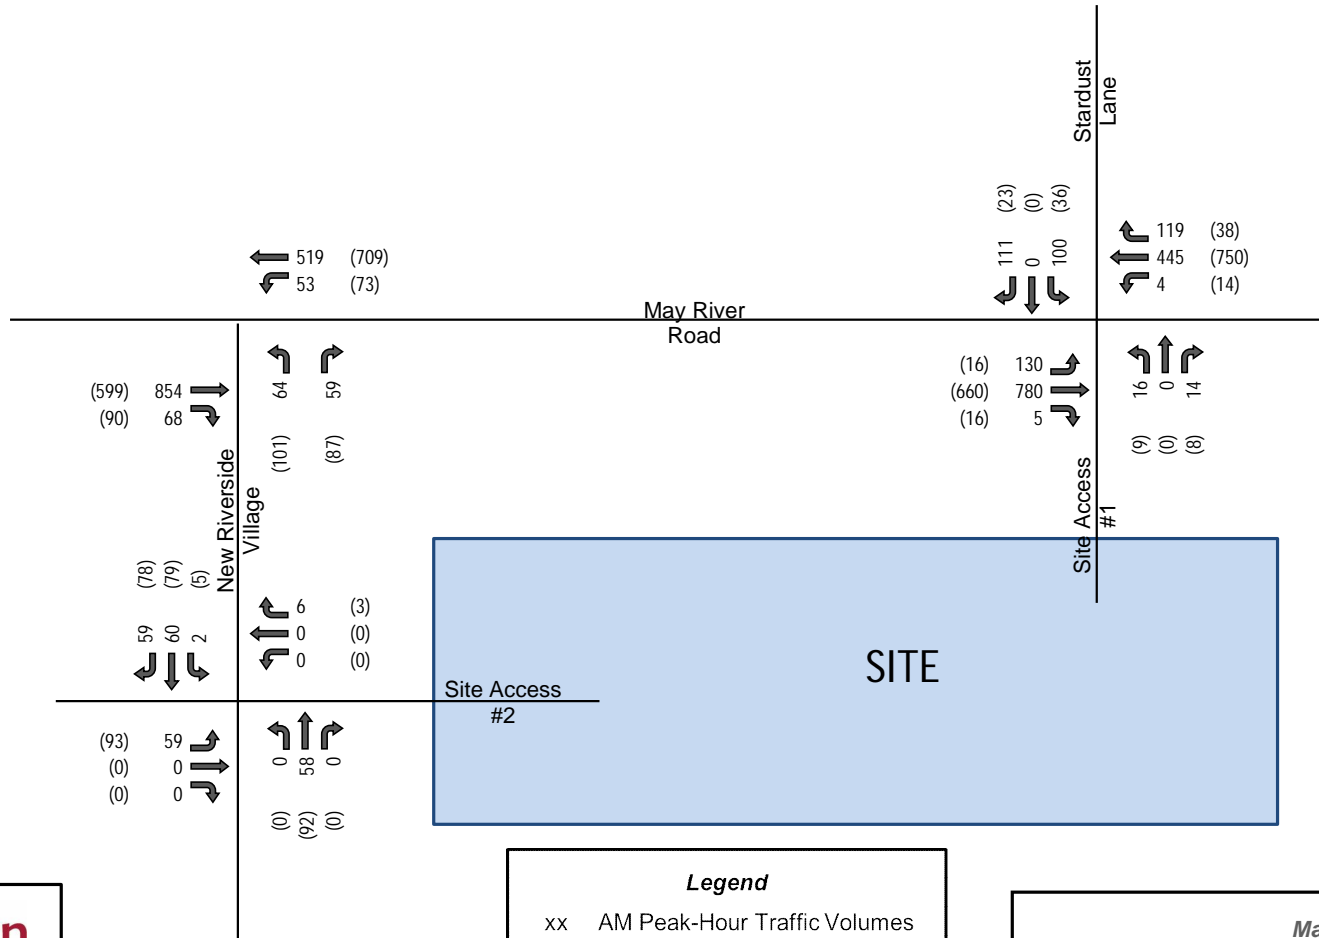 Stardust
Lane
(23) (0) (36)
111 0 100
119 (38)
445 (750)
4 (14)
519 (709)
53 (73)
May River
Road
(599) 854
(90) 68
64 59
(101) (87)
(16) 130
(660) 780
(16) 5
16 0 14
(9) (0) (8)
New Riverside
Village
Site Access
#1
(78) (79) (5)
59 60 2
6 (3)
0 (0)
0 (0)
SITE
Site Access
#2
(93) 59
(0) 0
(0) 0
0 58 0
(0) (92) (0)
Legend
xx AM Peak-Hour Traffic Volumes
n
Ma